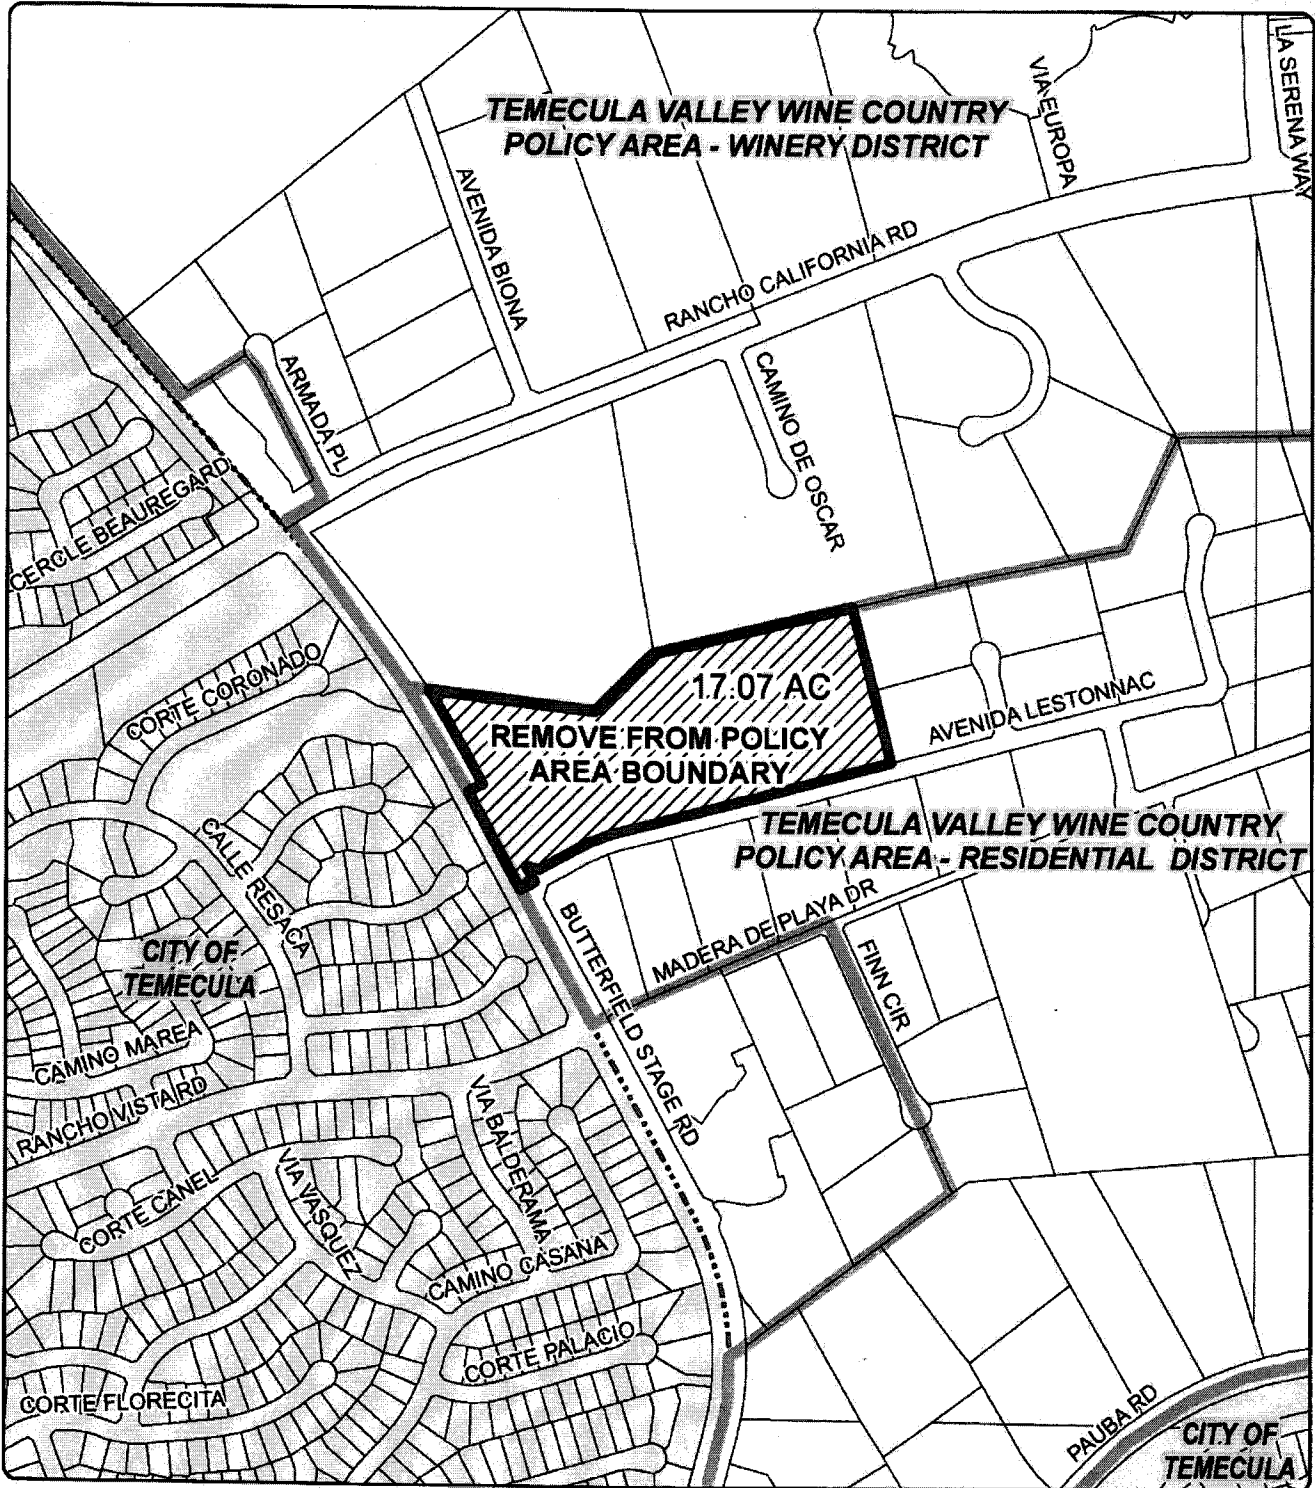 TEMECULA VALLEY WINE COUNTRY
POLICY AREA - WINERY DISTRICT
VIA EUROPA
LA SERENA WAY
AVENIDA BIONA
RANCHO CALIFORNIA RD
ARMADA PL
CAMINO DE OSCAR
CERCLE BEAUREGARD
CORTE CORONADO
17.07 AC
REMOVE FROM POLICY
AREA BOUNDARY
AVENIDA LESTONNAC
TEMECULA VALLEY WINE COUNTRY
POLICY AREA - RESIDENTIAL DISTRICT
CALLE RESACA
CITY OF
TEMECULA
BUTTERFIELD STAGE RD
MADERA DE PLAYA DR
FINN CIR
CAMINO MAREA
RANCHO VISTA RD
VIA BALDERAMA
CORTE CANEL
VIA VASQUEZ
CAMINO CASANA
CORTE PALACIO
CORTE FLORECITA
PAUBA RD
CITY OF
TEMECULA